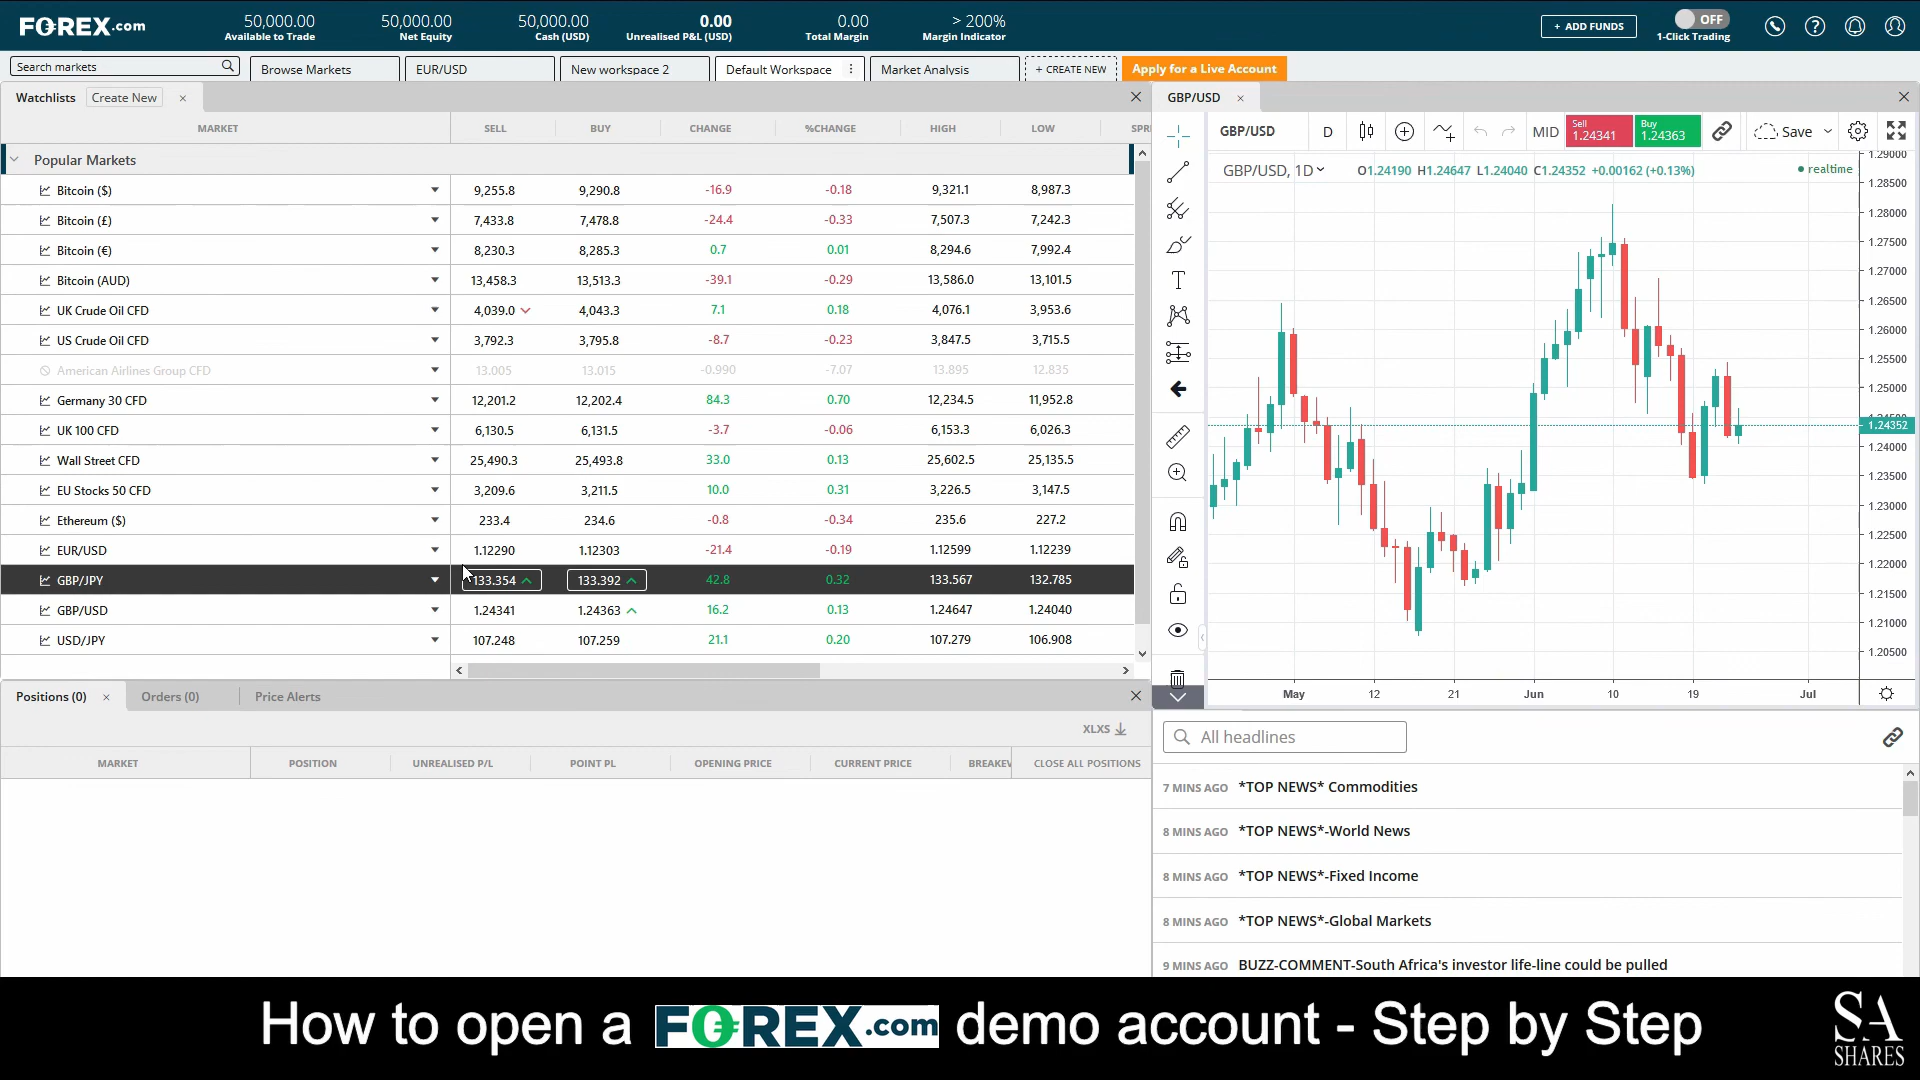 FOREX.com
50,000.00 50,000.00 50,000.00 0.00 0.00 > 200%
Available to Trade Net Equity Cash (USD) Unrealised P&L (USD) Total Margin Margin Indicator
+ ADD FUNDS OFF
1-Click Trading
Search markets Browse Markets EUR/USD New workspace 2 Default Workspace Market Analysis + CREATE NEW Apply for a Live Account
Watchlists Create New ×
MARKET SELL BUY CHANGE %CHANGE HIGH LOW SPR
Popular Markets
Bitcoin ($) 9,255.8 9,290.8 -16.9 -0.18 9,321.1 8,987.3
Bitcoin (£) 7,433.8 7,478.8 -24.4 -0.33 7,507.3 7,242.3
Bitcoin (€) 8,230.3 8,285.3 0.7 0.01 8,294.6 7,992.4
Bitcoin (AUD) 13,458.3 13,513.3 -39.1 -0.29 13,586.0 13,101.5
UK Crude Oil CFD 4,039.0 4,043.3 7.1 0.18 4,076.1 3,953.6
US Crude Oil CFD 3,792.3 3,795.8 -8.7 -0.23 3,847.5 3,715.5
American Airlines Group CFD 13.005 13.015 -0.990 -7.07 13.895 12.835
Germany 30 CFD 12,201.2 12,202.4 84.3 0.70 12,234.5 11,952.8
UK 100 CFD 6,130.5 6,131.5 -3.7 -0.06 6,153.3 6,026.3
Wall Street CFD 25,490.3 25,493.8 33.0 0.13 25,602.5 25,135.5
EU Stocks 50 CFD 3,209.6 3,211.5 10.0 0.31 3,226.5 3,147.5
Ethereum ($) 233.4 234.6 -0.8 -0.34 235.6 227.2
EUR/USD 1.12290 1.12303 -21.4 -0.19 1.12599 1.12239
GBP/JPY 133.354 133.392 42.8 0.32 133.567 132.785
GBP/USD 1.24341 1.24363 16.2 0.13 1.24647 1.24040
USD/JPY 107.248 107.259 21.1 0.20 107.279 106.908
GBP/USD ×
GBP/USD D MID Sell 1.24341 Buy 1.24363 Save
GBP/USD, 1D O1.24190 H1.24647 L1.24040 C1.24352 +0.00162 (+0.13%) realtime
1.29000
1.28500
1.28000
1.27500
1.27000
1.26500
1.26000
1.25500
1.25000
1.24500
1.24352
1.24000
1.23500
1.23000
1.22500
1.22000
1.21500
1.21000
1.20500
May 12 21 Jun 10 19 Jul
Positions (0) × Orders (0) Price Alerts
XLXS
MARKET POSITION UNREALISED P/L POINT PL OPENING PRICE CURRENT PRICE BREAKEV CLOSE ALL POSITIONS
All headlines
7 MINS AGO *TOP NEWS* Commodities
8 MINS AGO *TOP NEWS*-World News
8 MINS AGO *TOP NEWS*-Fixed Income
8 MINS AGO *TOP NEWS*-Global Markets
9 MINS AGO BUZZ-COMMENT-South Africa's investor life-line could be pulled
How to open a FOREX.com demo account - Step by Step
SA
SHARES